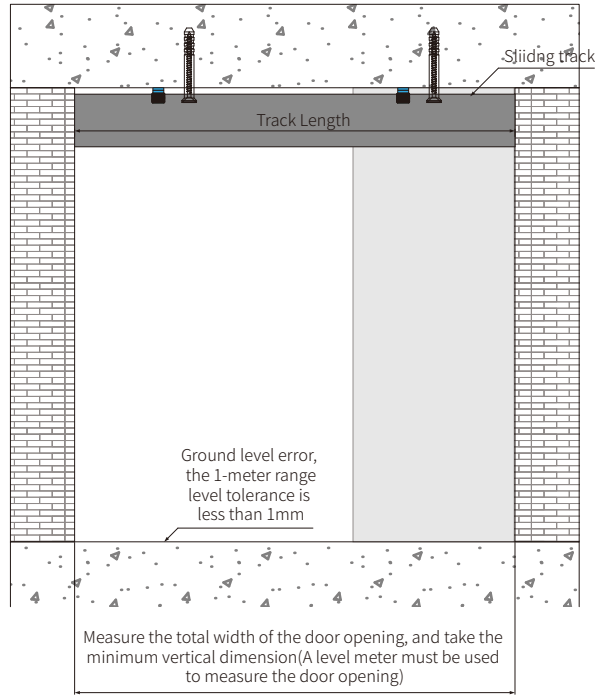 Sliidng track
Track Length
Ground level error,
the 1-meter range
level tolerance is
less than 1mm
Measure the total width of the door opening, and take the
minimum vertical dimension(A level meter must be used
to measure the door opening)